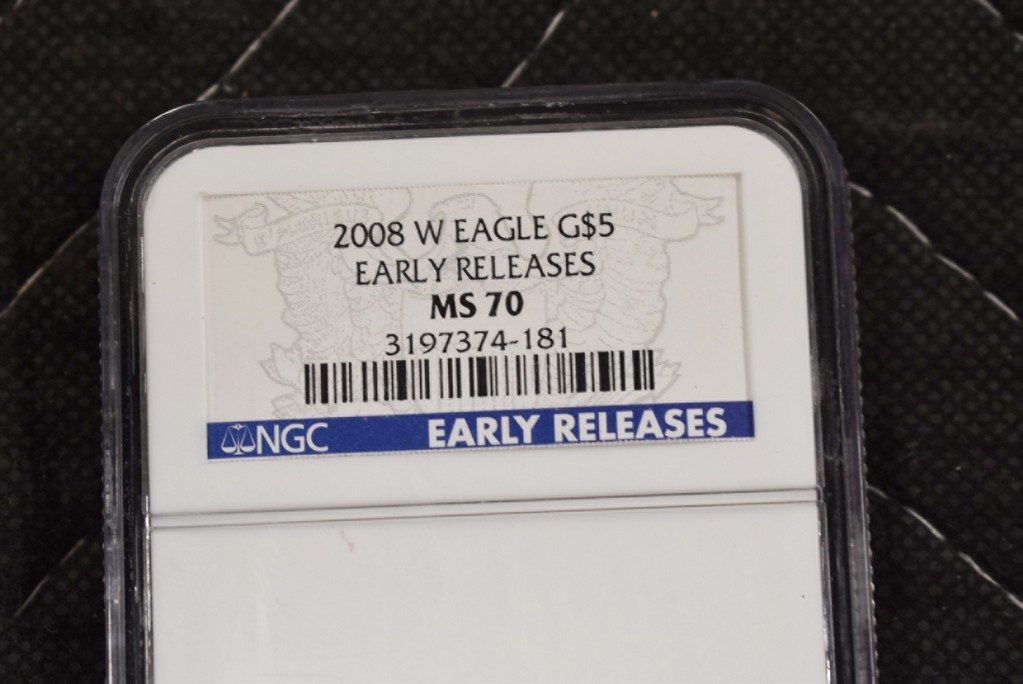 2008 W EAGLE G$5
EARLY RELEASES
MS 70
3197374-181
NGC EARLY RELEASES